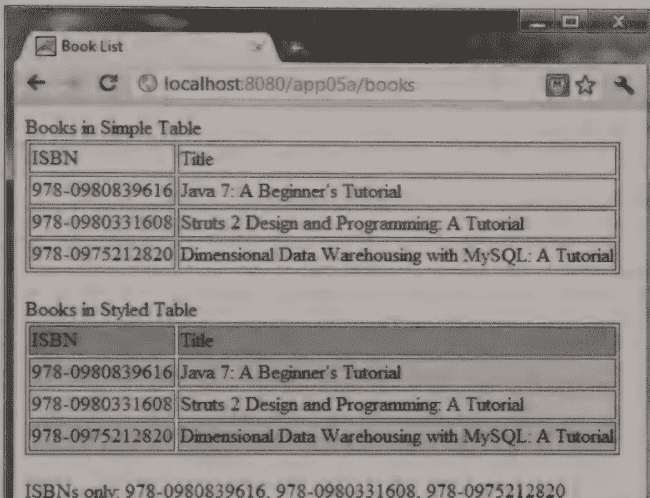 Book List
localhost:8080/app05a/books
Books in Simple Table
ISBN Title
978-0980839616 Java 7: A Beginner's Tutorial
978-0980331608 Struts 2 Design and Programming: A Tutorial
978-0975212820 Dimensional Data Warehousing with MySQL: A Tutorial
Books in Styled Table
ISBN Title
978-0980839616 Java 7: A Beginner's Tutorial
978-0980331608 Struts 2 Design and Programming: A Tutorial
978-0975212820 Dimensional Data Warehousing with MySQL: A Tutorial
ISBNs only: 978-0980839616, 978-0980331608, 978-0975212820